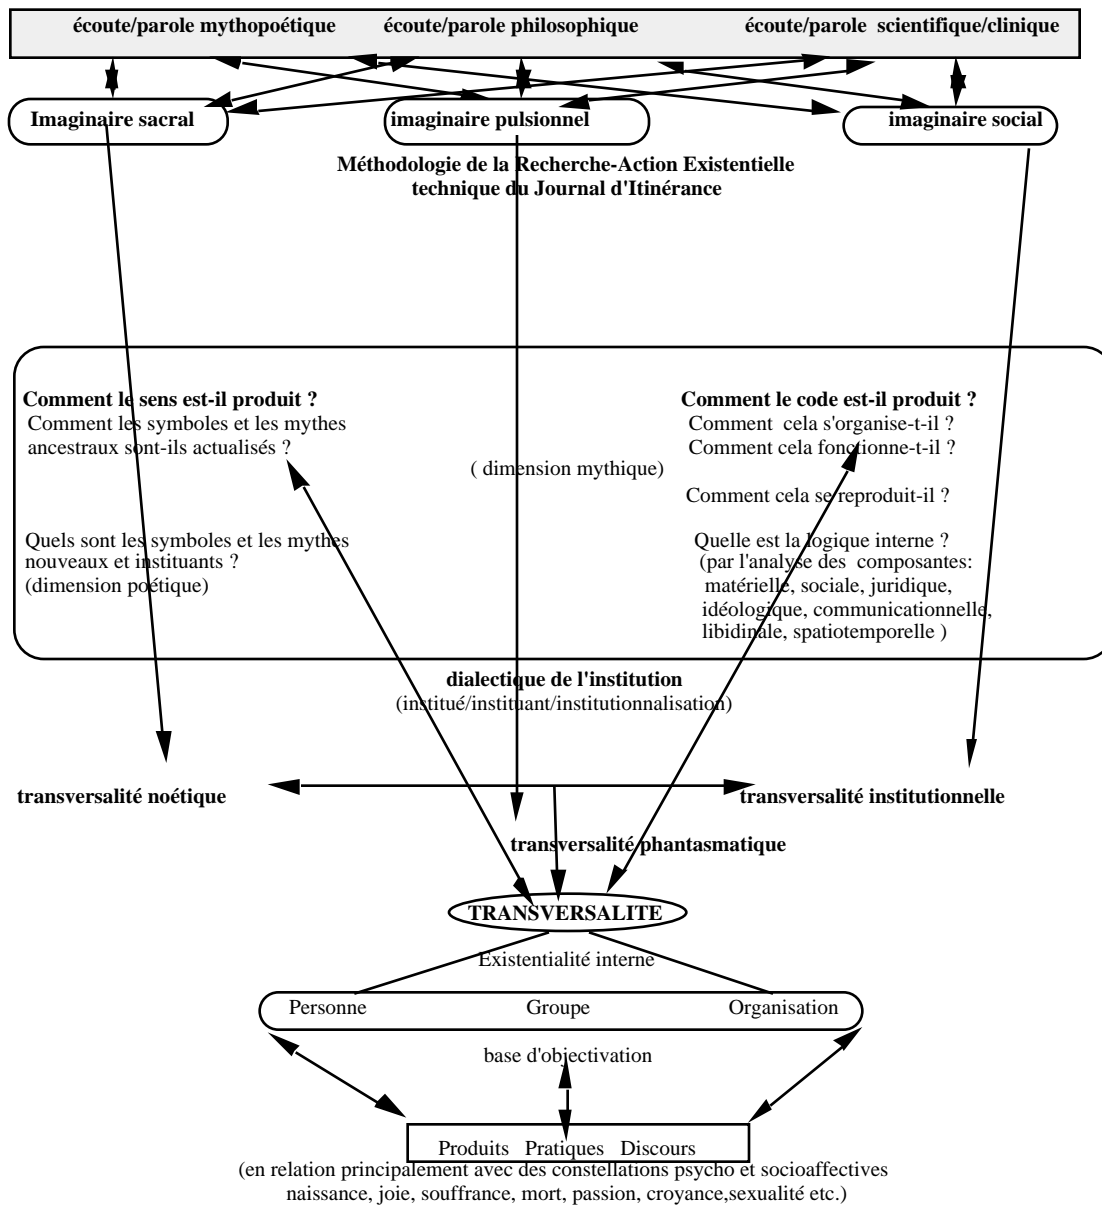 écoute/parole mythopoétique écoute/parole philosophique écoute/parole scientifique/clinique
Imaginaire sacral imaginaire pulsionnel imaginaire social
Méthodologie de la Recherche-Action Existentielle
technique du Journal d'Itinérance
Comment le sens est-il produit ?
Comment les symboles et les mythes
ancestraux sont-ils actualisés ?
( dimension mythique)
Quels sont les symboles et les mythes
nouveaux et instituants ?
(dimension poétique)
Comment le code est-il produit ?
Comment cela s'organise-t-il ?
Comment cela fonctionne-t-il ?
Comment cela se reproduit-il ?
Quelle est la logique interne ?
(par l'analyse des composantes:
matérielle, sociale, juridique,
idéologique, communicationnelle,
libidinale, spatiotemporelle )
dialectique de l'institution
(institué/instituant/institutionnalisation)
transversalité noétique transversalité institutionnelle
transversalité phantasmatique
TRANSVERSALITE
Existentialité interne
Personne Groupe Organisation
base d'objectivation
Produits Pratiques Discours
(en relation principalement avec des constellations psycho et socioaffectives
naissance, joie, souffrance, mort, passion, croyance,sexualité etc.)